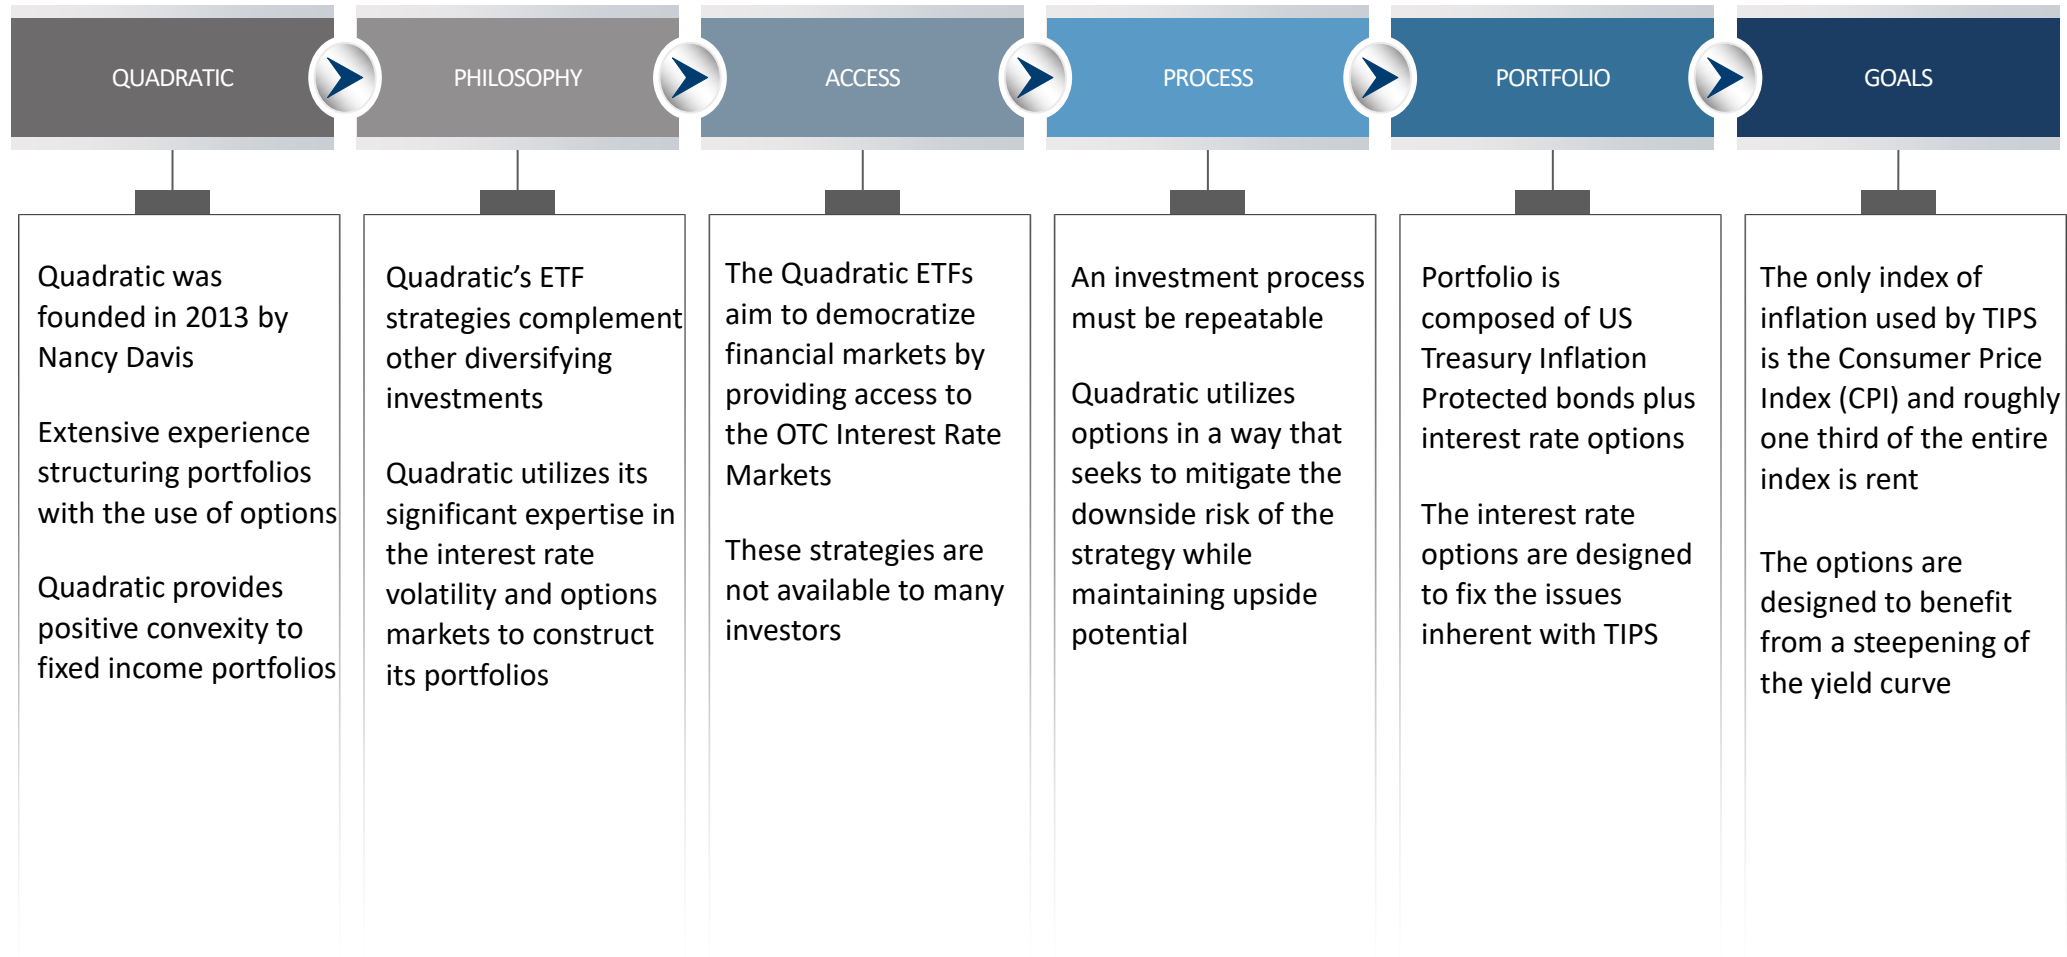 QUADRATIC
PHILOSOPHY
ACCESS
PROCESS
PORTFOLIO
GOALS
Quadratic was
founded in 2013 by
Nancy Davis
Extensive experience
structuring portfolios
with the use of options
Quadratic provides
positive convexity to
fixed income portfolios
Quadratic’s ETF
strategies complement
other diversifying
investments
Quadratic utilizes its
significant expertise in
the interest rate
volatility and options
markets to construct
its portfolios
The Quadratic ETFs
aim to democratize
financial markets by
providing access to
the OTC Interest Rate
Markets
These strategies are
not available to many
investors
An investment process
must be repeatable
Quadratic utilizes
options in a way that
seeks to mitigate the
downside risk of the
strategy while
maintaining upside
potential
Portfolio is
composed of US
Treasury Inflation
Protected bonds plus
interest rate options
The interest rate
options are designed
to fix the issues
inherent with TIPS
The only index of
inflation used by TIPS
is the Consumer Price
Index (CPI) and roughly
one third of the entire
index is rent
The options are
designed to benefit
from a steepening of
the yield curve